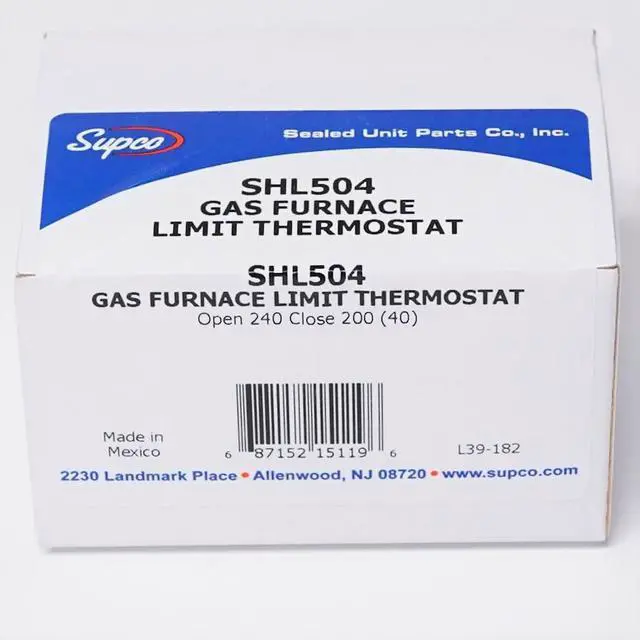 Supco
Sealed Unit Parts Co., Inc.
SHL504
GAS FURNACE
LIMIT THERMOSTAT
SHL504
GAS FURNACE LIMIT THERMOSTAT
Open 240 Close 200 (40)
Made in
Mexico
6 87152 15119 6
L39-182
2230 Landmark Place • Allenwood, NJ 08720 • www.supco.com